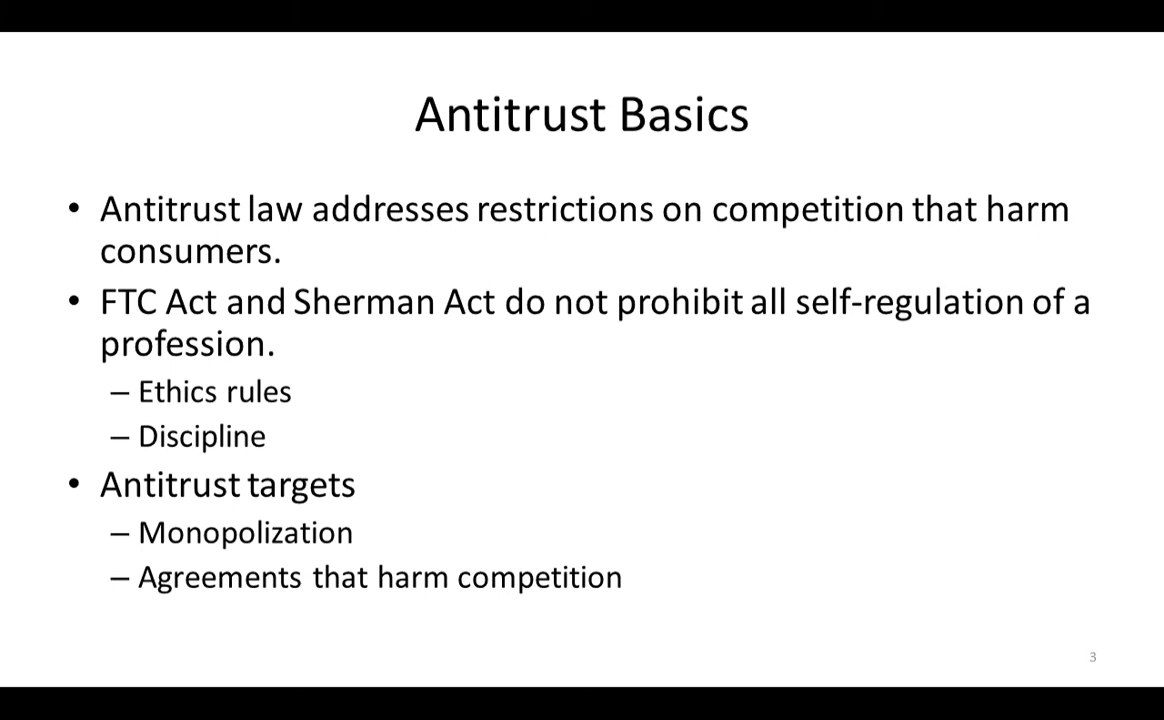 Antitrust Basics
• Antitrust law addresses restrictions on competition that harm
consumers.
• FTC Act and Sherman Act do not prohibit all self-regulation of a
profession.
– Ethics rules
– Discipline
• Antitrust targets
– Monopolization
– Agreements that harm competition
3